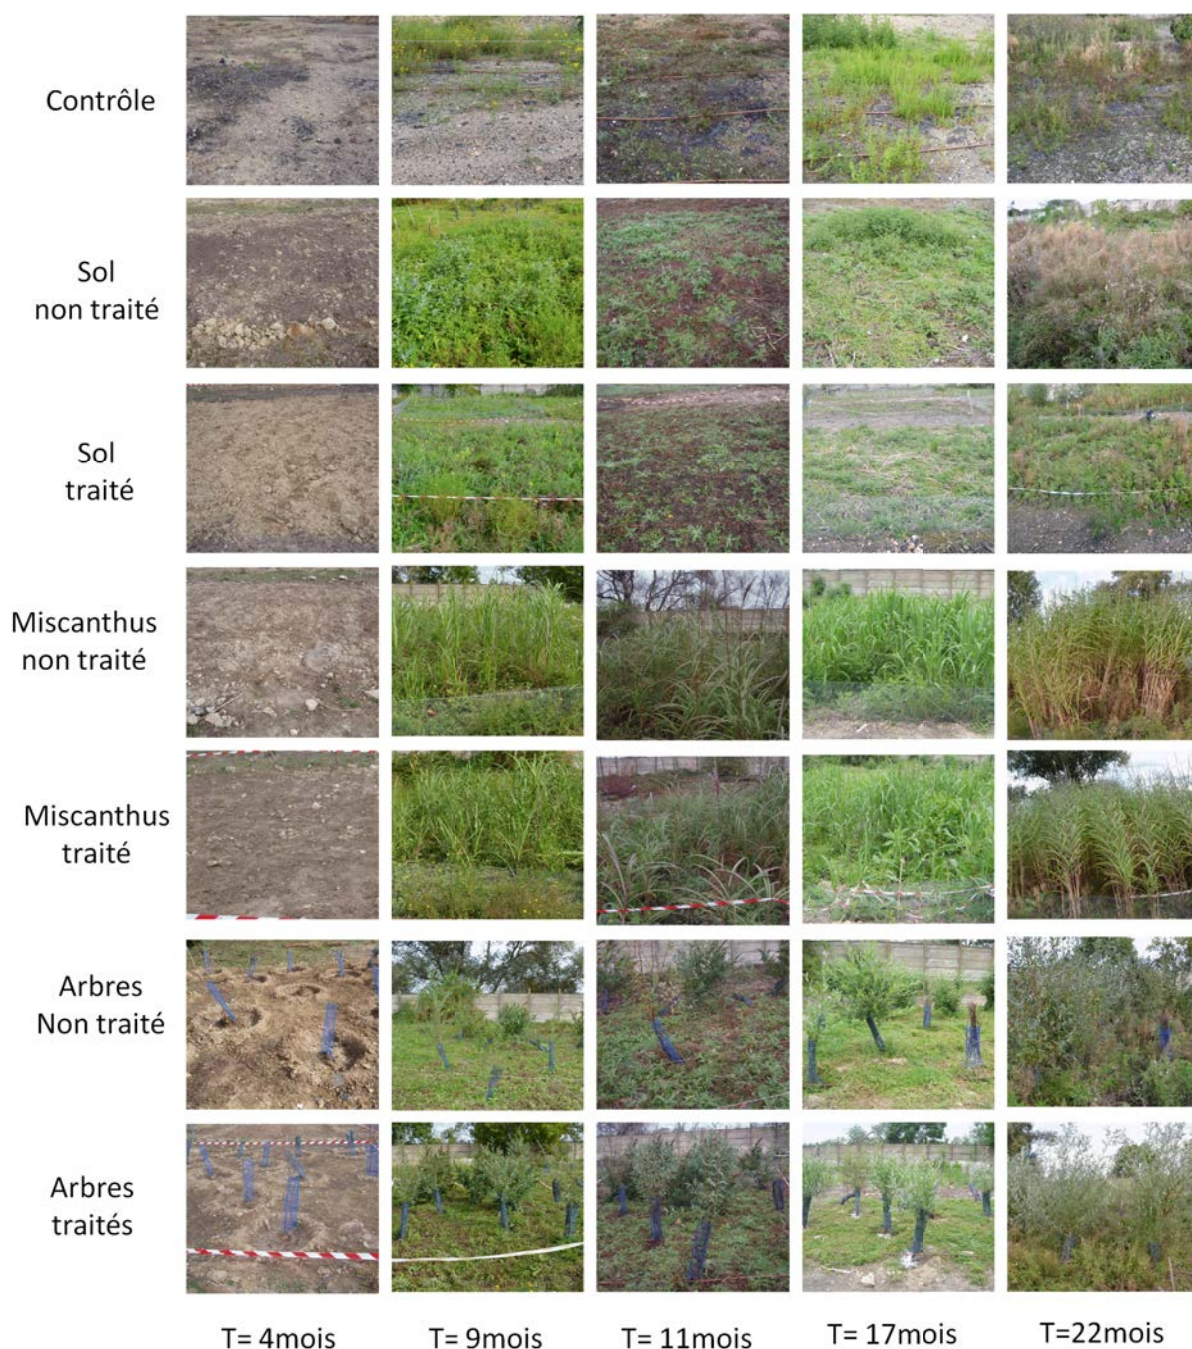 Contrôle
Sol
non traité
Sol
traité
Miscanthus
non traité
Miscanthus
traité
Arbres
Non traité
Arbres
traités
T= 4mois
T= 9mois
T= 11mois
T= 17mois
T=22mois